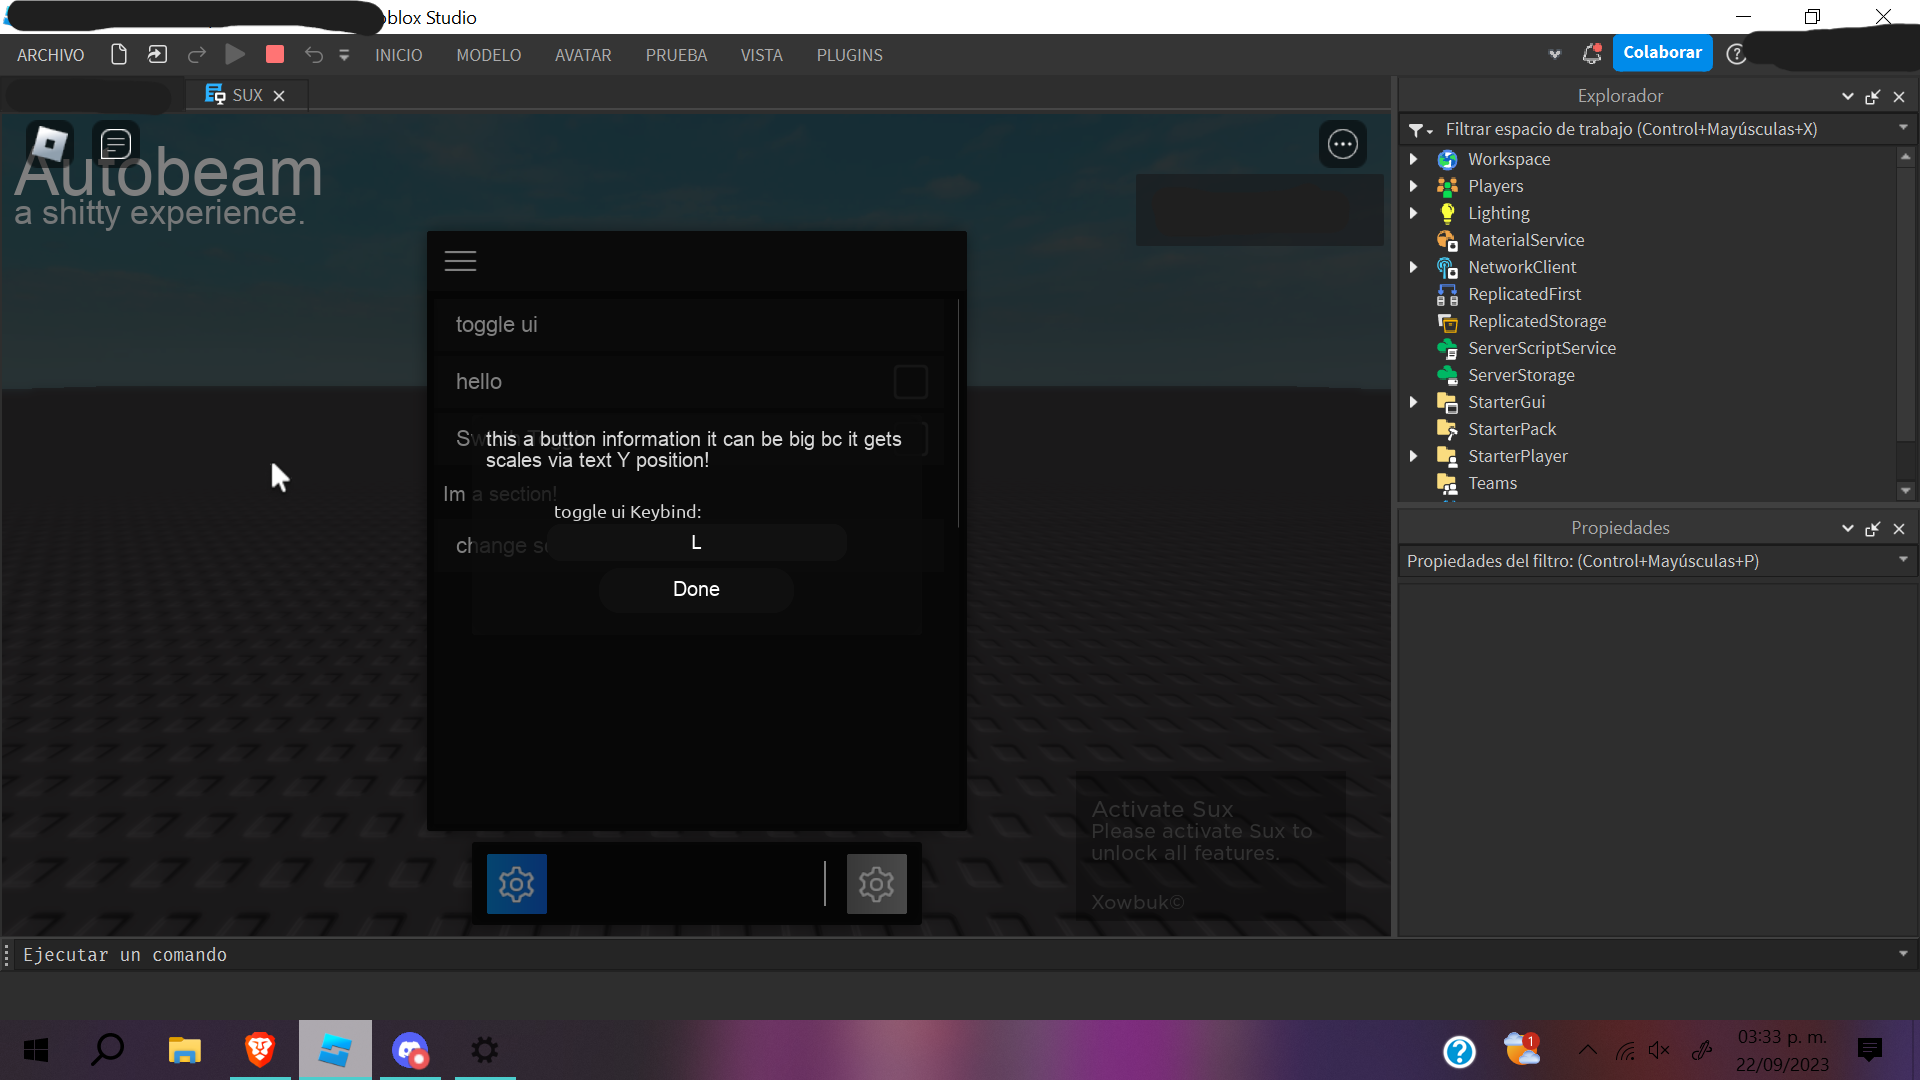 oblox Studio
ARCHIVO INICIO MODELO AVATAR PRUEBA VISTA PLUGINS Colaborar
SUX
Autobeam
a shitty experience.
toggle ui
hello
this a button information it can be big bc it gets
scales via text Y position!
Im a section!
toggle ui Keybind:
change
L
Done
Activate Sux
Please activate Sux to
unlock all features.
Xowbuk©
Explorador
Filtrar espacio de trabajo (Control+Mayúsculas+X)
Workspace
Players
Lighting
MaterialService
NetworkClient
ReplicatedFirst
ReplicatedStorage
ServerScriptService
ServerStorage
StarterGui
StarterPack
StarterPlayer
Teams
Propiedades
Propiedades del filtro: (Control+Mayúsculas+P)
Ejecutar un comando
1
03:33 p. m.
22/09/2023